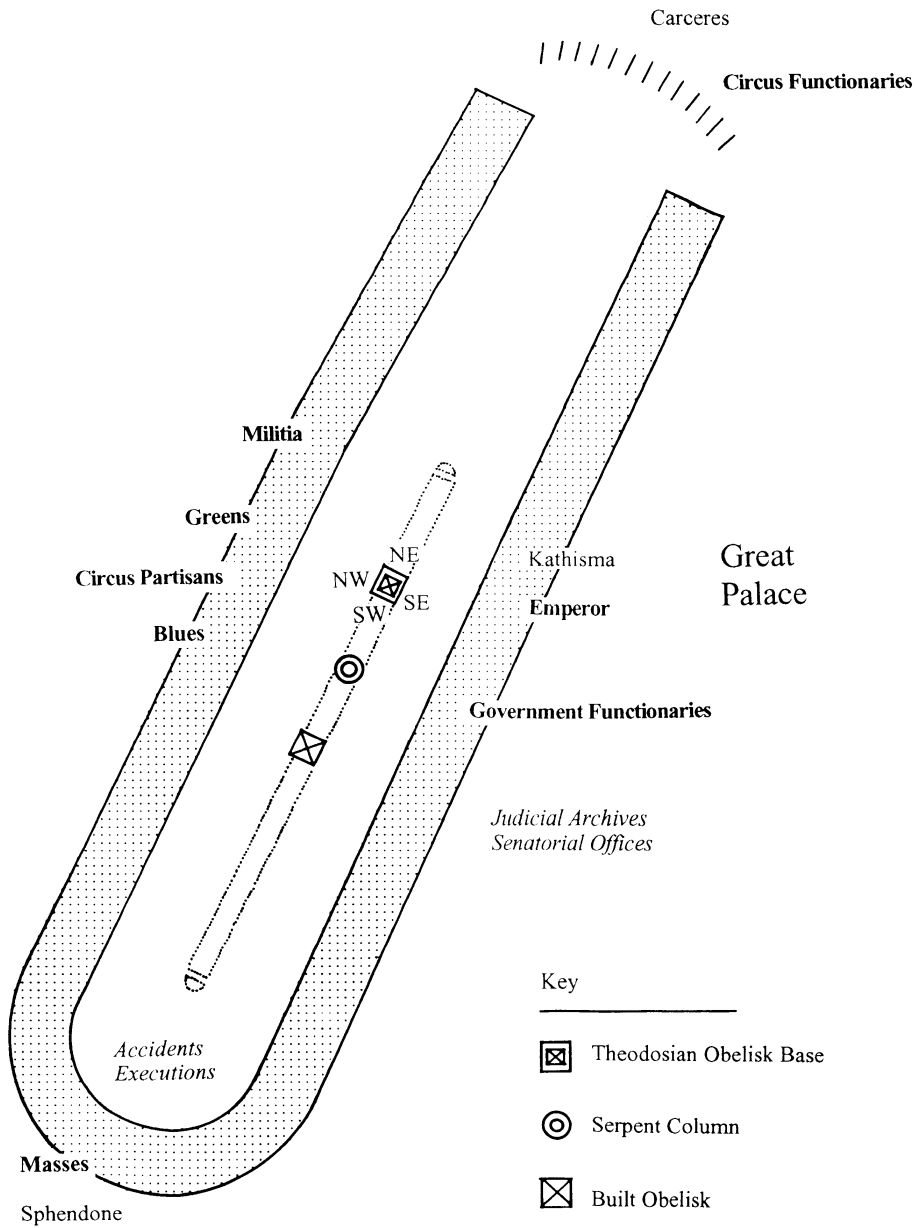 Carceres
Circus Functionaries
Militia
Greens
Circus Partisans
Blues
NE
NW
SE
SW
Kathisma
Emperor
Great
Palace
Government Functionaries
Judicial Archives
Senatorial Offices
Accidents
Executions
Masses
Sphendone
Key
Theodosian Obelisk Base
Serpent Column
Built Obelisk